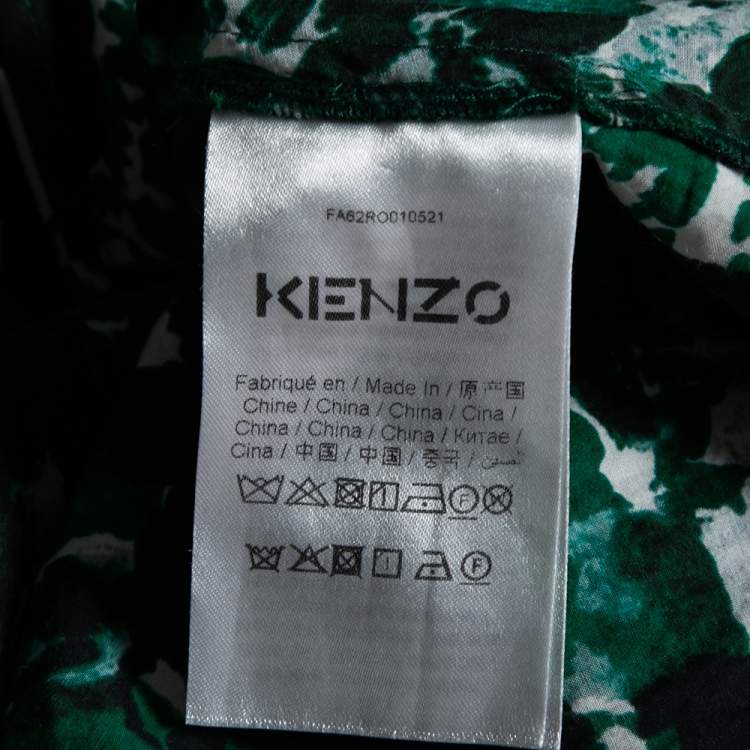 FA62RO010521
KENZO
Fabriqué en / Made In / 原产国
Chine / China / China / Cina /
China / China / China / Китае /
Cina / 中国 / 中国 / 중국 / الصين
F
F